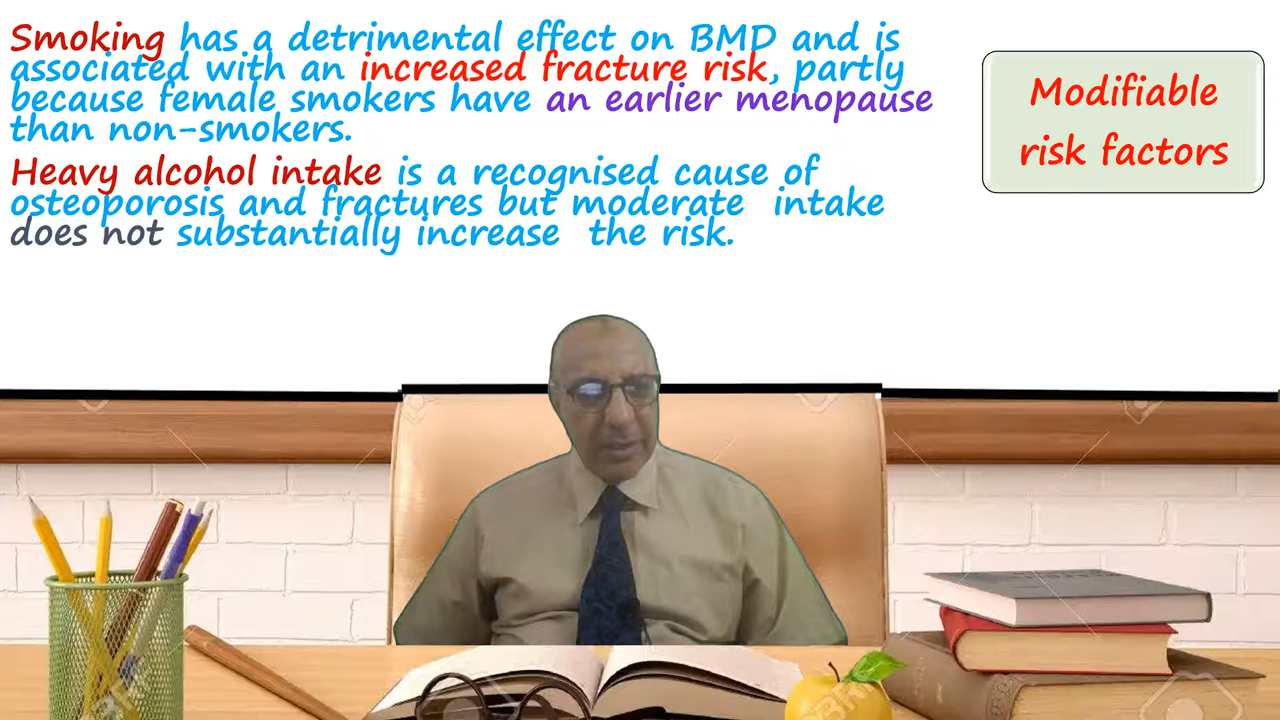 Smoking has a detrimental effect on BMD and is
associated with an increased fracture risk, partly
because female smokers have an earlier menopause
than non-smokers.
Heavy alcohol intake is a recognised cause of
osteoporosis and fractures but moderate intake
does not substantially increase the risk.
Modifiable
risk factors